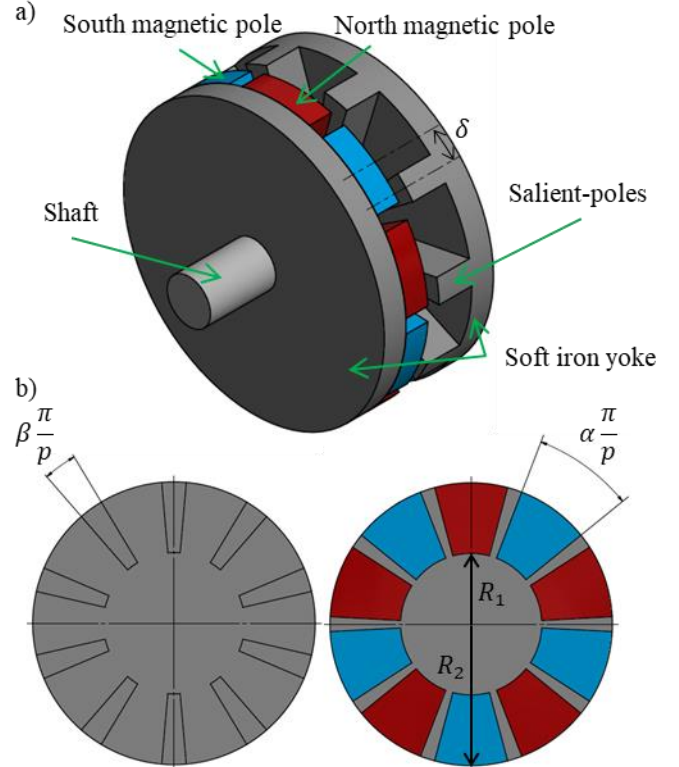 a)
South magnetic pole
North magnetic pole
δ
Shaft
Salient-poles
Soft iron yoke
b)
β π/p
α π/p
R₁
R₂